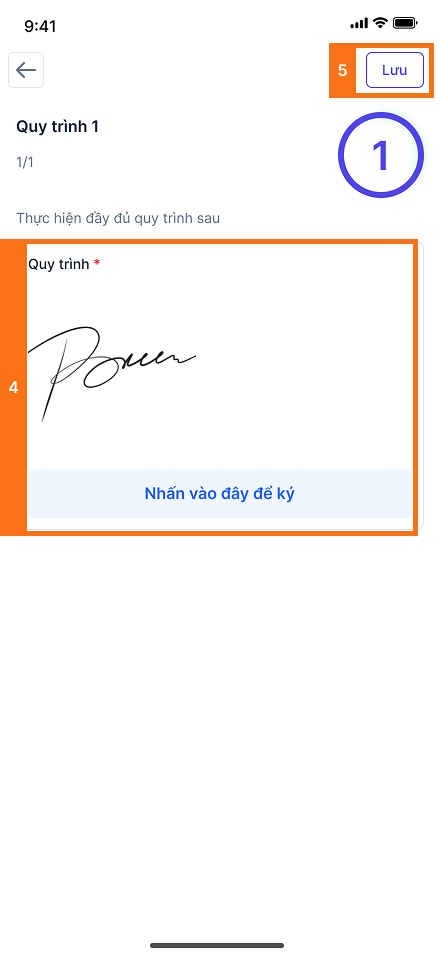 9:41
5
Lưu
Quy trình 1
1/1
1
Thực hiện đầy đủ quy trình sau
Quy trình *
4
Nhấn vào đây để ký